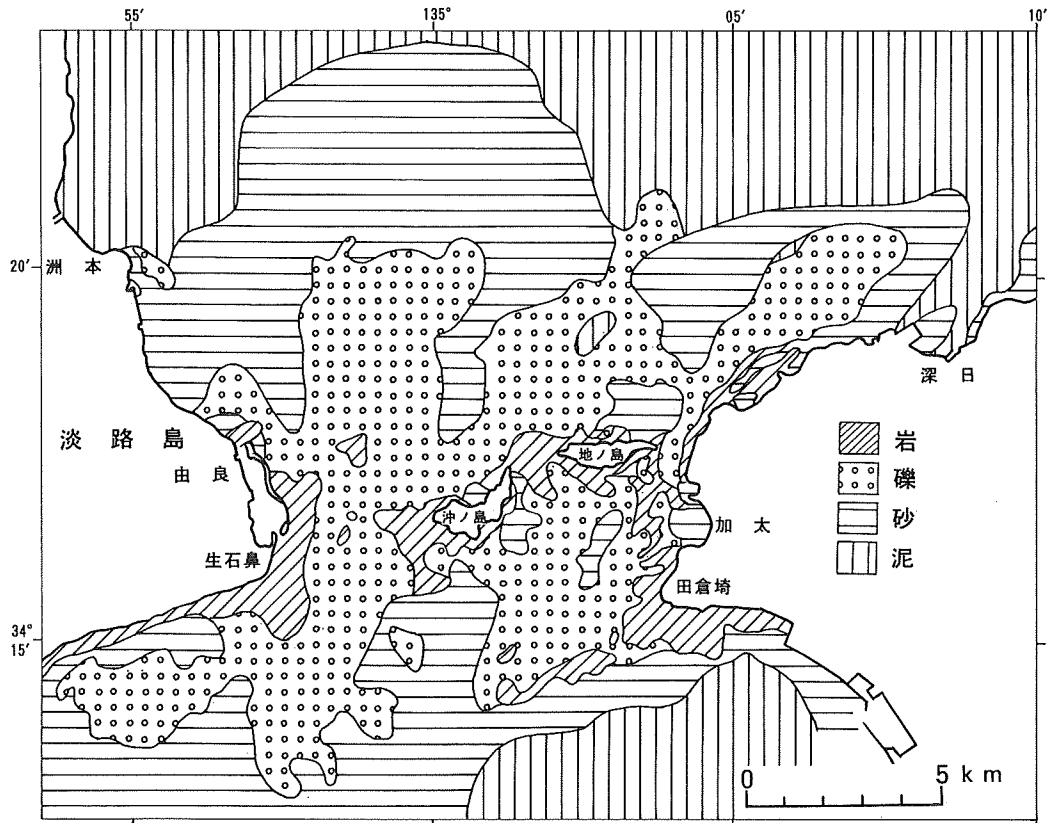 55′ 135° 05′ 10′
20′
洲本
深日
淡路島
由良
生石鼻
地ノ島
沖ノ島
加太
田倉埼
岩
礫
砂
泥
34°
15′
0 5 km